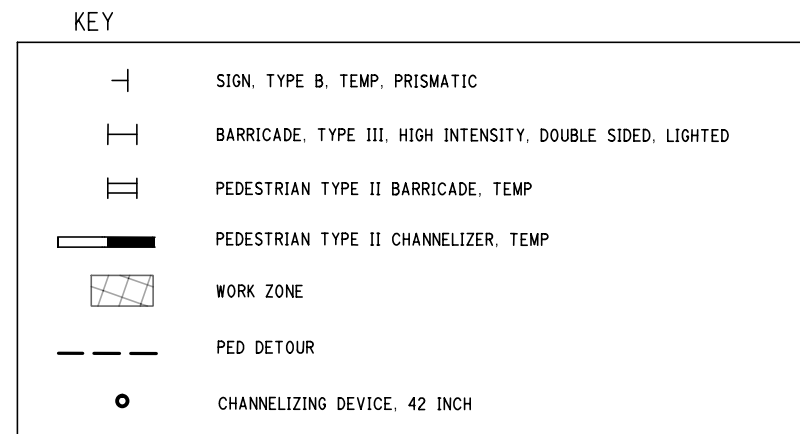 KEY
SIGN, TYPE B, TEMP, PRISMATIC
BARRICADE, TYPE III, HIGH INTENSITY, DOUBLE SIDED, LIGHTED
PEDESTRIAN TYPE II BARRICADE, TEMP
PEDESTRIAN TYPE II CHANNELIZER, TEMP
WORK ZONE
PED DETOUR
CHANNELIZING DEVICE, 42 INCH